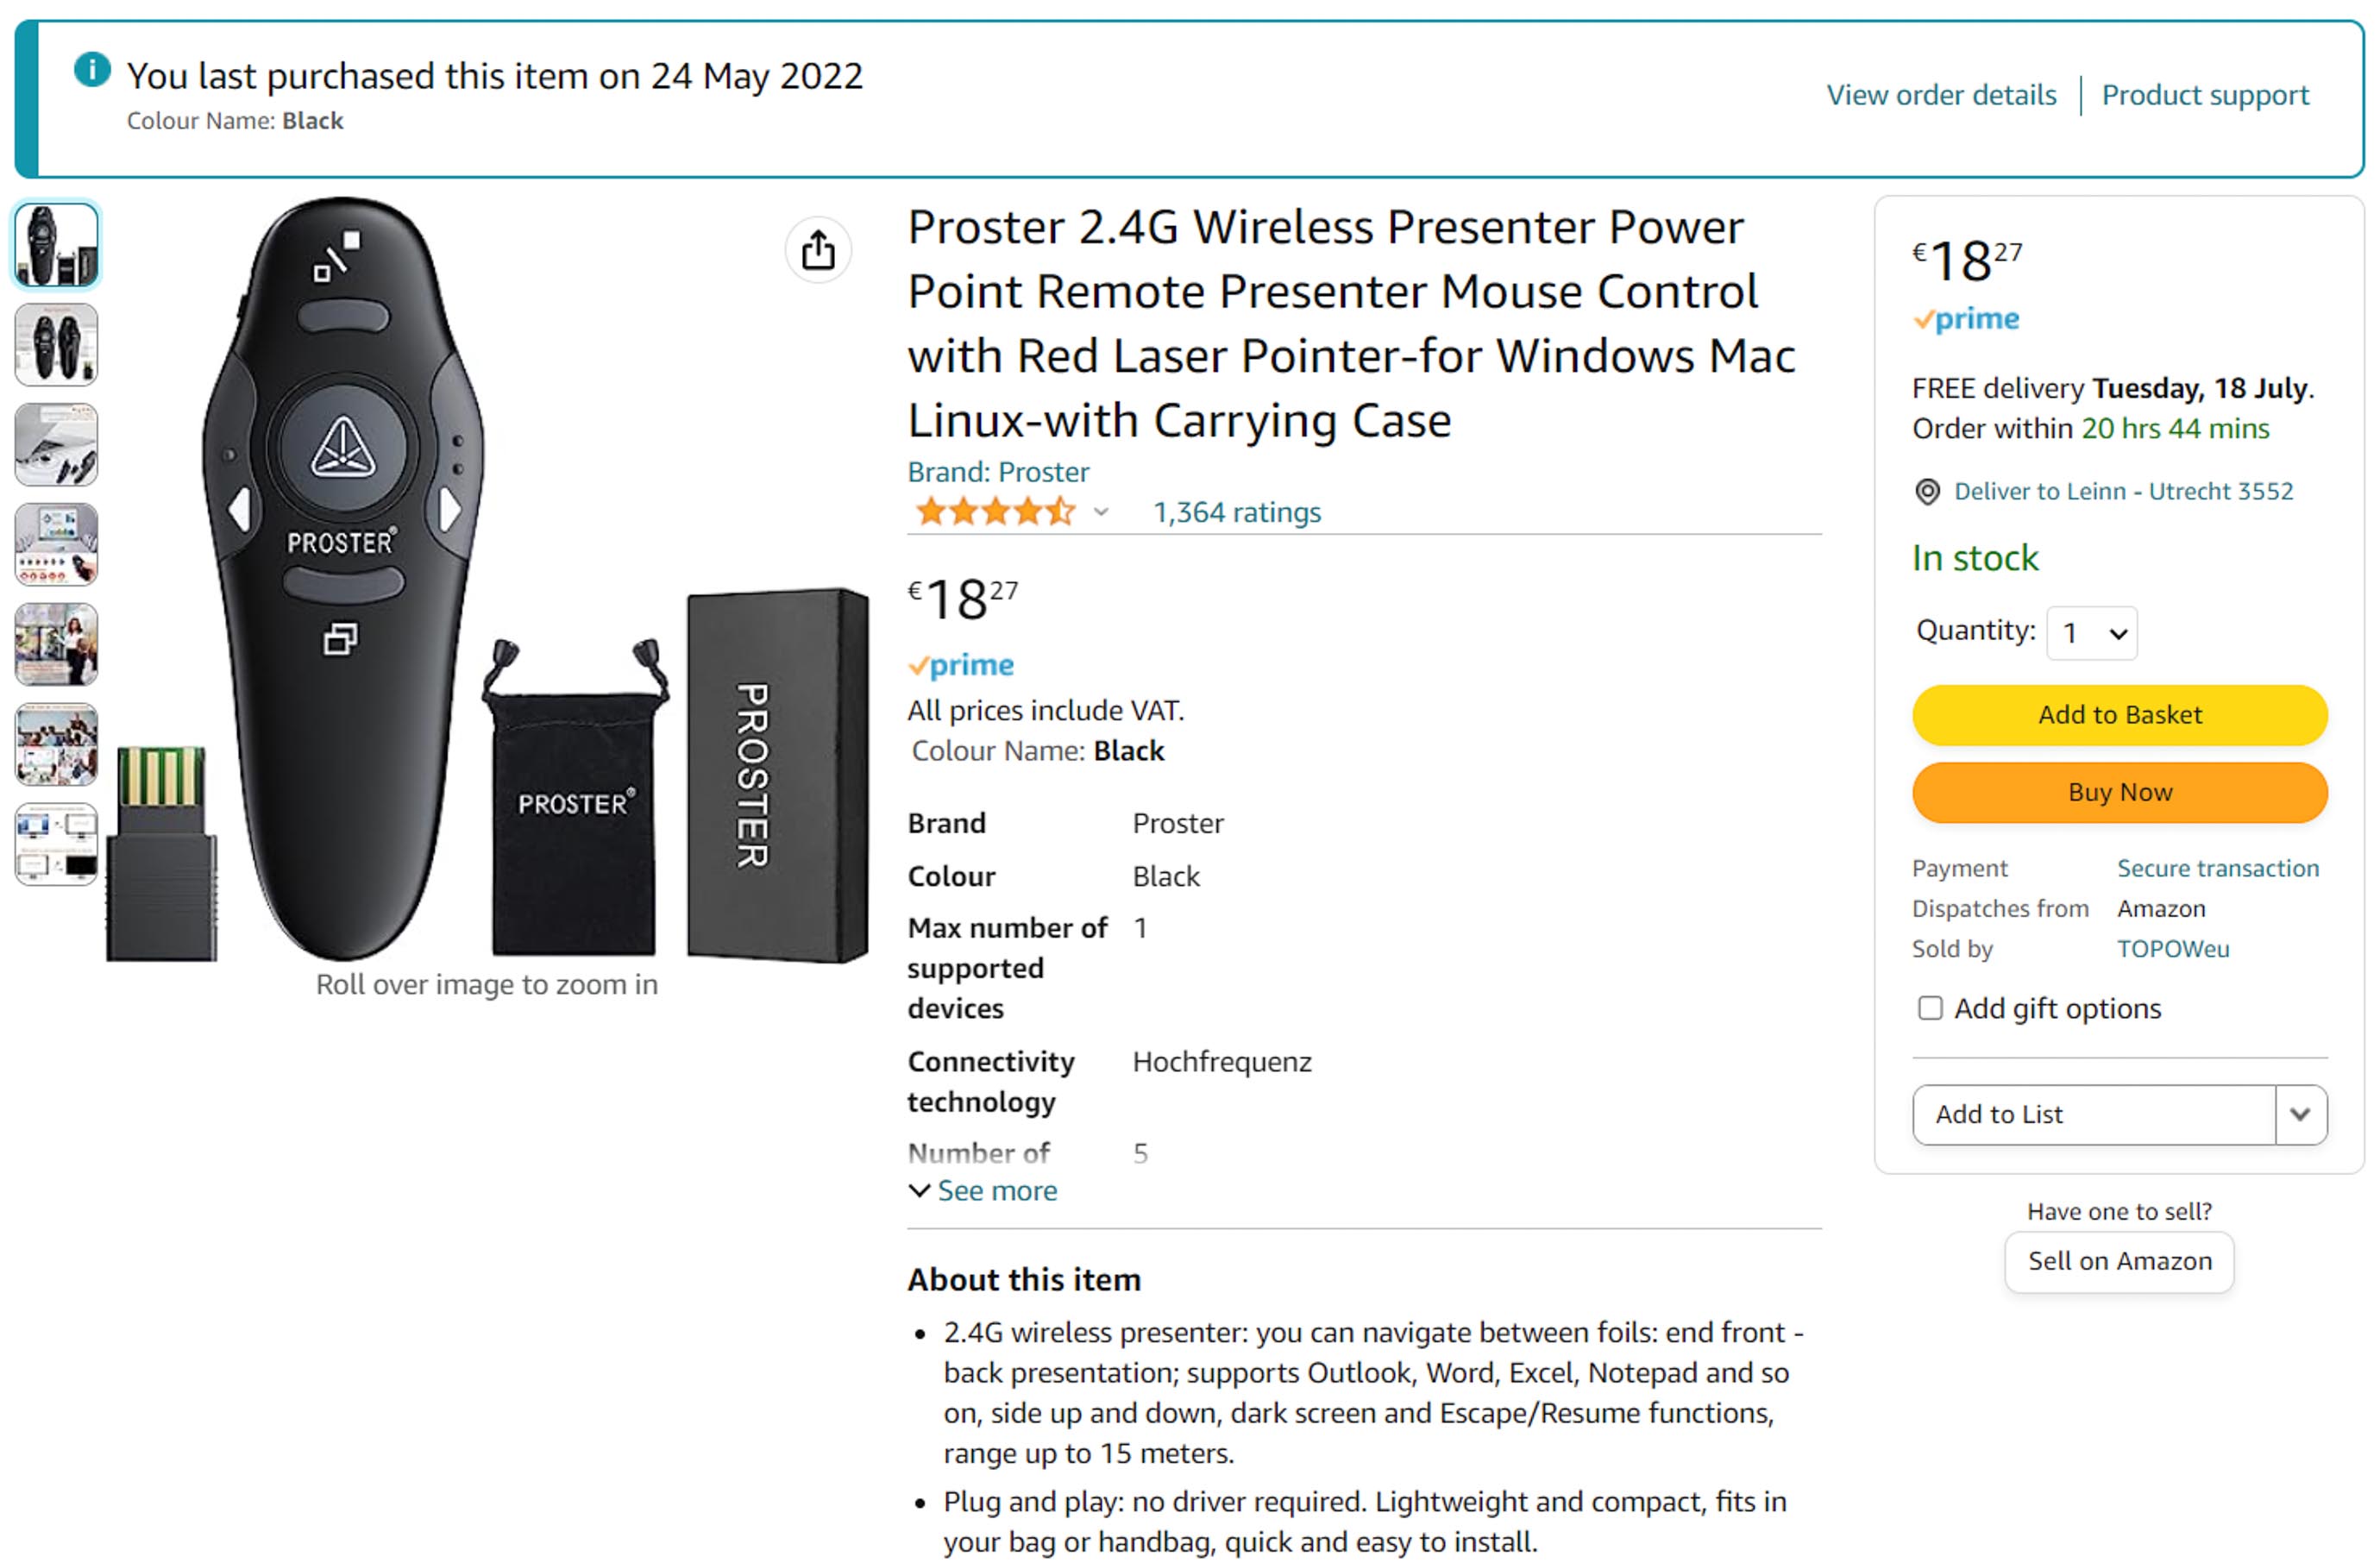 You last purchased this item on 24 May 2022
Colour Name: Black
View order details
Product support
PROSTER®
PROSTER®
PROSTER
Roll over image to zoom in
Proster 2.4G Wireless Presenter Power
Point Remote Presenter Mouse Control
with Red Laser Pointer-for Windows Mac
Linux-with Carrying Case
Brand: Proster
1,364 ratings
€18 27
prime
All prices include VAT.
Colour Name: Black
Brand Proster
Colour Black
Max number of 1
supported
devices
Connectivity Hochfrequenz
technology
Number of 5
See more
About this item
• 2.4G wireless presenter: you can navigate between foils: end front -
back presentation; supports Outlook, Word, Excel, Notepad and so
on, side up and down, dark screen and Escape/Resume functions,
range up to 15 meters.
• Plug and play: no driver required. Lightweight and compact, fits in
your bag or handbag, quick and easy to install.
€18 27
prime
FREE delivery Tuesday, 18 July.
Order within 20 hrs 44 mins
Deliver to Leinn - Utrecht 3552
In stock
Quantity: 1
Add to Basket
Buy Now
Payment Secure transaction
Dispatches from Amazon
Sold by TOPOWeu
Add gift options
Add to List
Have one to sell?
Sell on Amazon